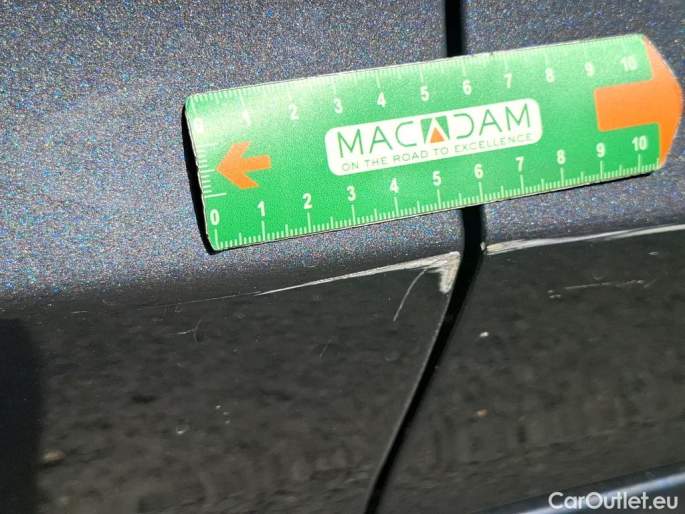 0 1 2 3 4 5 6 7 8 9 10
MACADAM
ON THE ROAD TO EXCELLENCE
0 1 2 3 4 5 6 7 8 9 10
CarOutlet.eu